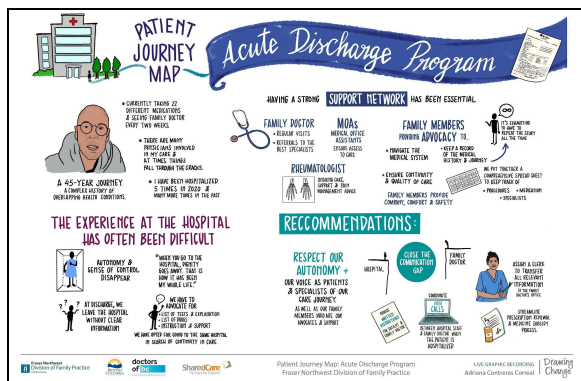 PATIENT
JOURNEY
MAP
Acute Discharge Program
• CURRENTLY TAKING 22
DIFFERENT MEDICATIONS
& SEEING FAMILY DOCTOR
EVERY TWO WEEKS.
• THERE ARE MANY
PHYSICIANS INVOLVED
IN MY CARE &
AT TIMES THINGS
FALL THROUGH THE CRACKS.
• I HAVE BEEN HOSPITALIZED
5 TIMES IN 2020 &
MANY MORE TIMES IN THE PAST
A 45-YEAR JOURNEY.
A COMPLEX HISTORY OF
OVERLAPPING HEALTH CONDITIONS.
HAVING A STRONG SUPPORT NETWORK HAS BEEN ESSENTIAL
FAMILY DOCTOR
• REGULAR VISITS
• REFERRALS TO THE
BEST SPECIALISTS
MOAs
MEDICAL OFFICE
ASSISTANTS
ENSURE ACCESS
TO CARE
RHEUMATOLOGIST
ONGOING CARE,
SUPPORT & PAIN
MANAGEMENT ADVICE
FAMILY MEMBERS
PROVIDING ADVOCACY TO...
• NAVIGATE THE
MEDICAL SYSTEM
• KEEP A RECORD
OF THE MEDICAL
HISTORY & JOURNEY
• ENSURE CONTINUITY
& QUALITY OF CARE
FAMILY MEMBERS PROVIDE
COMPANY, COMFORT & SAFETY
IT'S EXHAUSTING
TO HAVE TO
REPEAT THE STORY
ALL THE TIME
WE PUT TOGETHER A
COMPREHENSIVE SPREAD SHEET
TO KEEP TRACK OF
• PROCEDURES • MEDICATION
• SPECIALISTS
THE EXPERIENCE AT THE HOSPITAL
HAS OFTEN BEEN DIFFICULT
AUTONOMY &
SENSE OF CONTROL
DISAPPEAR
"WHEN YOU GO TO THE
HOSPITAL, DIGNITY
GOES AWAY. THAT IS
HOW IT HAS BEEN
MY WHOLE LIFE."
AT DISCHARGE, WE
LEAVE THE HOSPITAL
WITHOUT CLEAR
INFORMATION
WE HAVE TO
ADVOCATE FOR
• LIST OF TESTS & EXPLANATION
• LIST OF DRUGS
• INSTRUCTION & SUPPORT
WE HAVE OPTED FOR GOING TO THE SAME HOSPITAL
IN SEARCH OF CONTINUITY OF CARE.
RECCOMMENDATIONS:
RESPECT OUR
AUTONOMY +
OUR VOICE AS PATIENTS
& SPECIALISTS OF OUR
CARE JOURNEY
AS WELL AS OUR FAMILY
MEMBERS WHO ARE OUR
ADVOCATES & SUPPORT
HOSPITAL
CLOSE THE
COMMUNICATION
GAP
FAMILY
DOCTOR
COORDINATE
VIDEO
CALLS
BETWEEN HOSPITAL STAFF
& FAMILY DOCTOR WHEN
THE PATIENT IS
HOSPITALIZED
ASSIGN A CLERK
TO TRANSFER
ALL RELEVANT
INFORMATION
TO THE FAMILY
DOCTOR'S OFFICE
STREAMLINE
PRESCRIPTION RENEWAL
& MEDICINE SUBSIDY
PROCESS.
Fraser Northwest
Division of Family Practice
BRITISH
COLUMBIA
doctors
of bc
SharedCare
Patient Journey Map: Acute Discharge Program
Fraser Northwest Division of Family Practice
LIVE GRAPHIC RECORDING
Adriana Contreras Correal
Drawing
Change